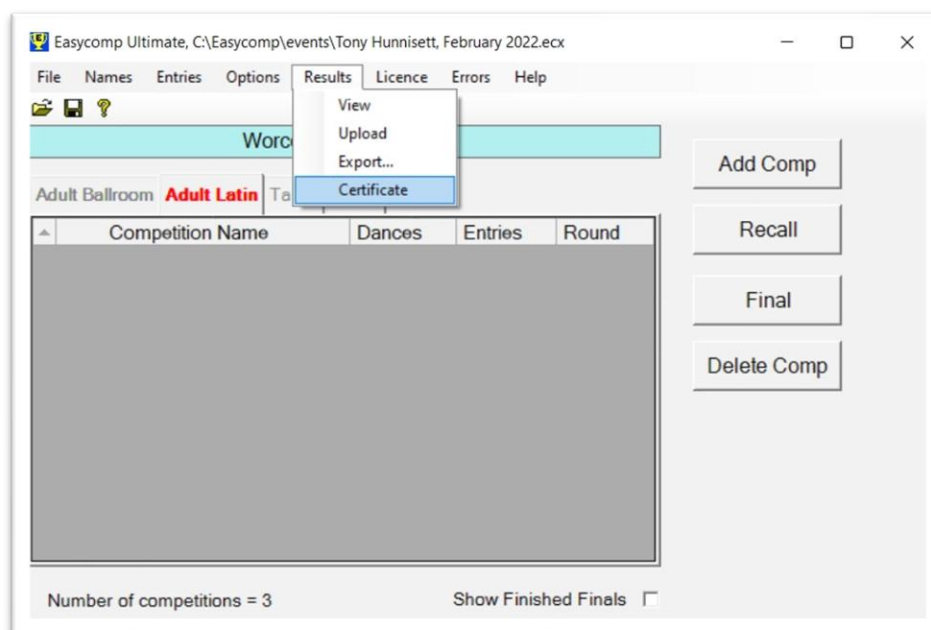 Easycomp Ultimate, C:\Easycomp\events\Tony Hunnisett, February 2022.ecx
File Names Entries Options Results Licence Errors Help
View
Upload
Export...
Certificate
Adult Ballroom Adult Latin
Competition Name Dances Entries Round
Add Comp
Recall
Final
Delete Comp
Number of competitions = 3
Show Finished Finals